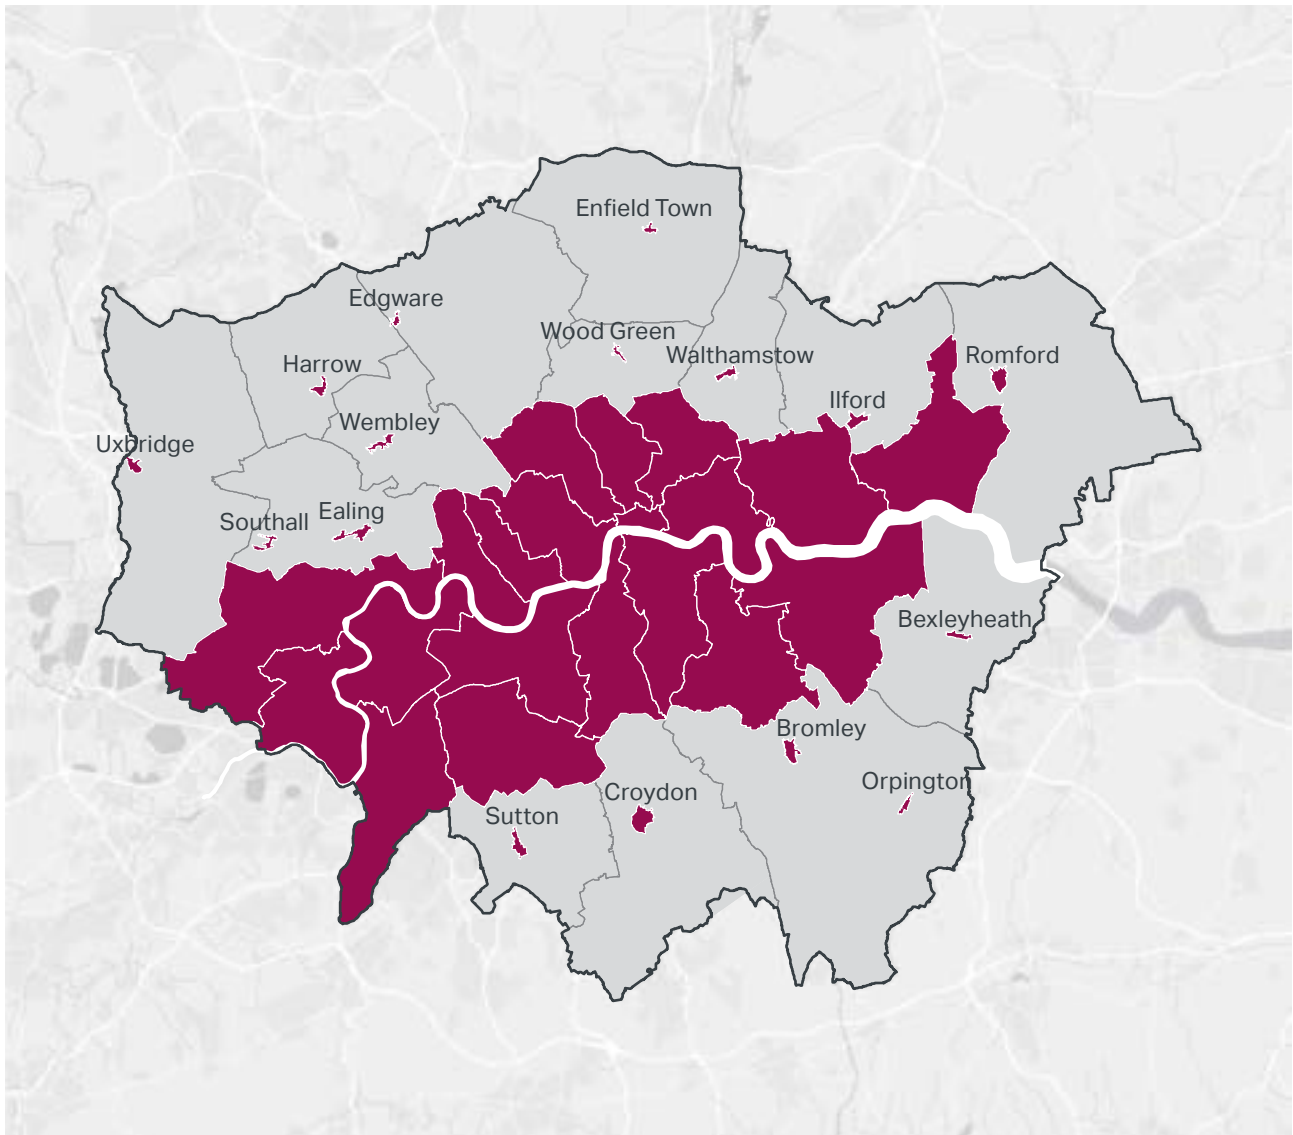 Enfield Town
Edgware
Wood Green
Walthamstow
Romford
Harrow
Ilford
Wembley
Uxbridge
Southall
Ealing
Bexleyheath
Bromley
Orpington
Croydon
Sutton